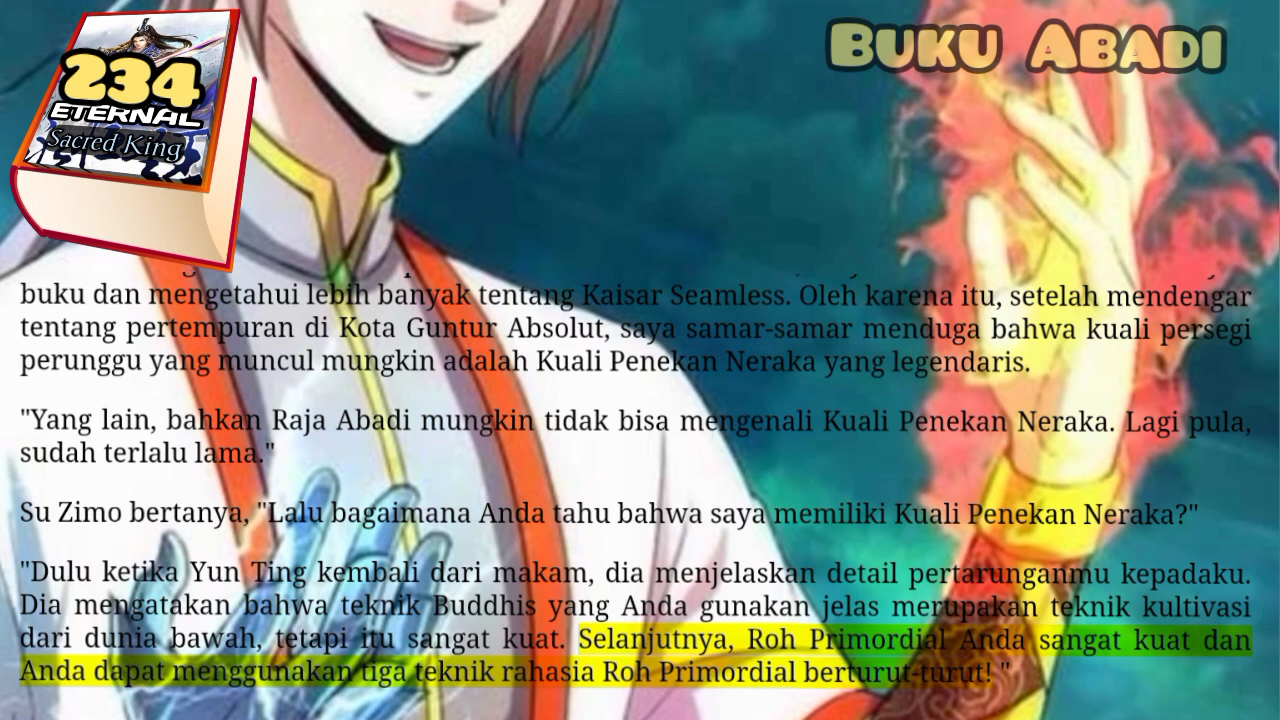 234
ETERNAL
Sacred King
BUKU ABADI
buku dan mengetahui lebih banyak tentang Kaisar Seamless. Oleh karena itu, setelah mendengar
tentang pertempuran di Kota Guntur Absolut, saya samar-samar menduga bahwa kuali persegi
perunggu yang muncul mungkin adalah Kuali Penekan Neraka yang legendaris.
"Yang lain, bahkan Raja Abadi mungkin tidak bisa mengenali Kuali Penekan Neraka. Lagi pula,
sudah terlalu lama."
Su Zimo bertanya, "Lalu bagaimana Anda tahu bahwa saya memiliki Kuali Penekan Neraka?"
"Dulu ketika Yun Ting kembali dari makam, dia menjelaskan detail pertarunganmu kepadaku.
Dia mengatakan bahwa teknik Buddhis yang Anda gunakan jelas merupakan teknik kultivasi
dari dunia bawah, tetapi itu sangat kuat. Selanjutnya, Roh Primordial Anda sangat kuat dan
Anda dapat menggunakan tiga teknik rahasia Roh Primordial berturut-turut! "